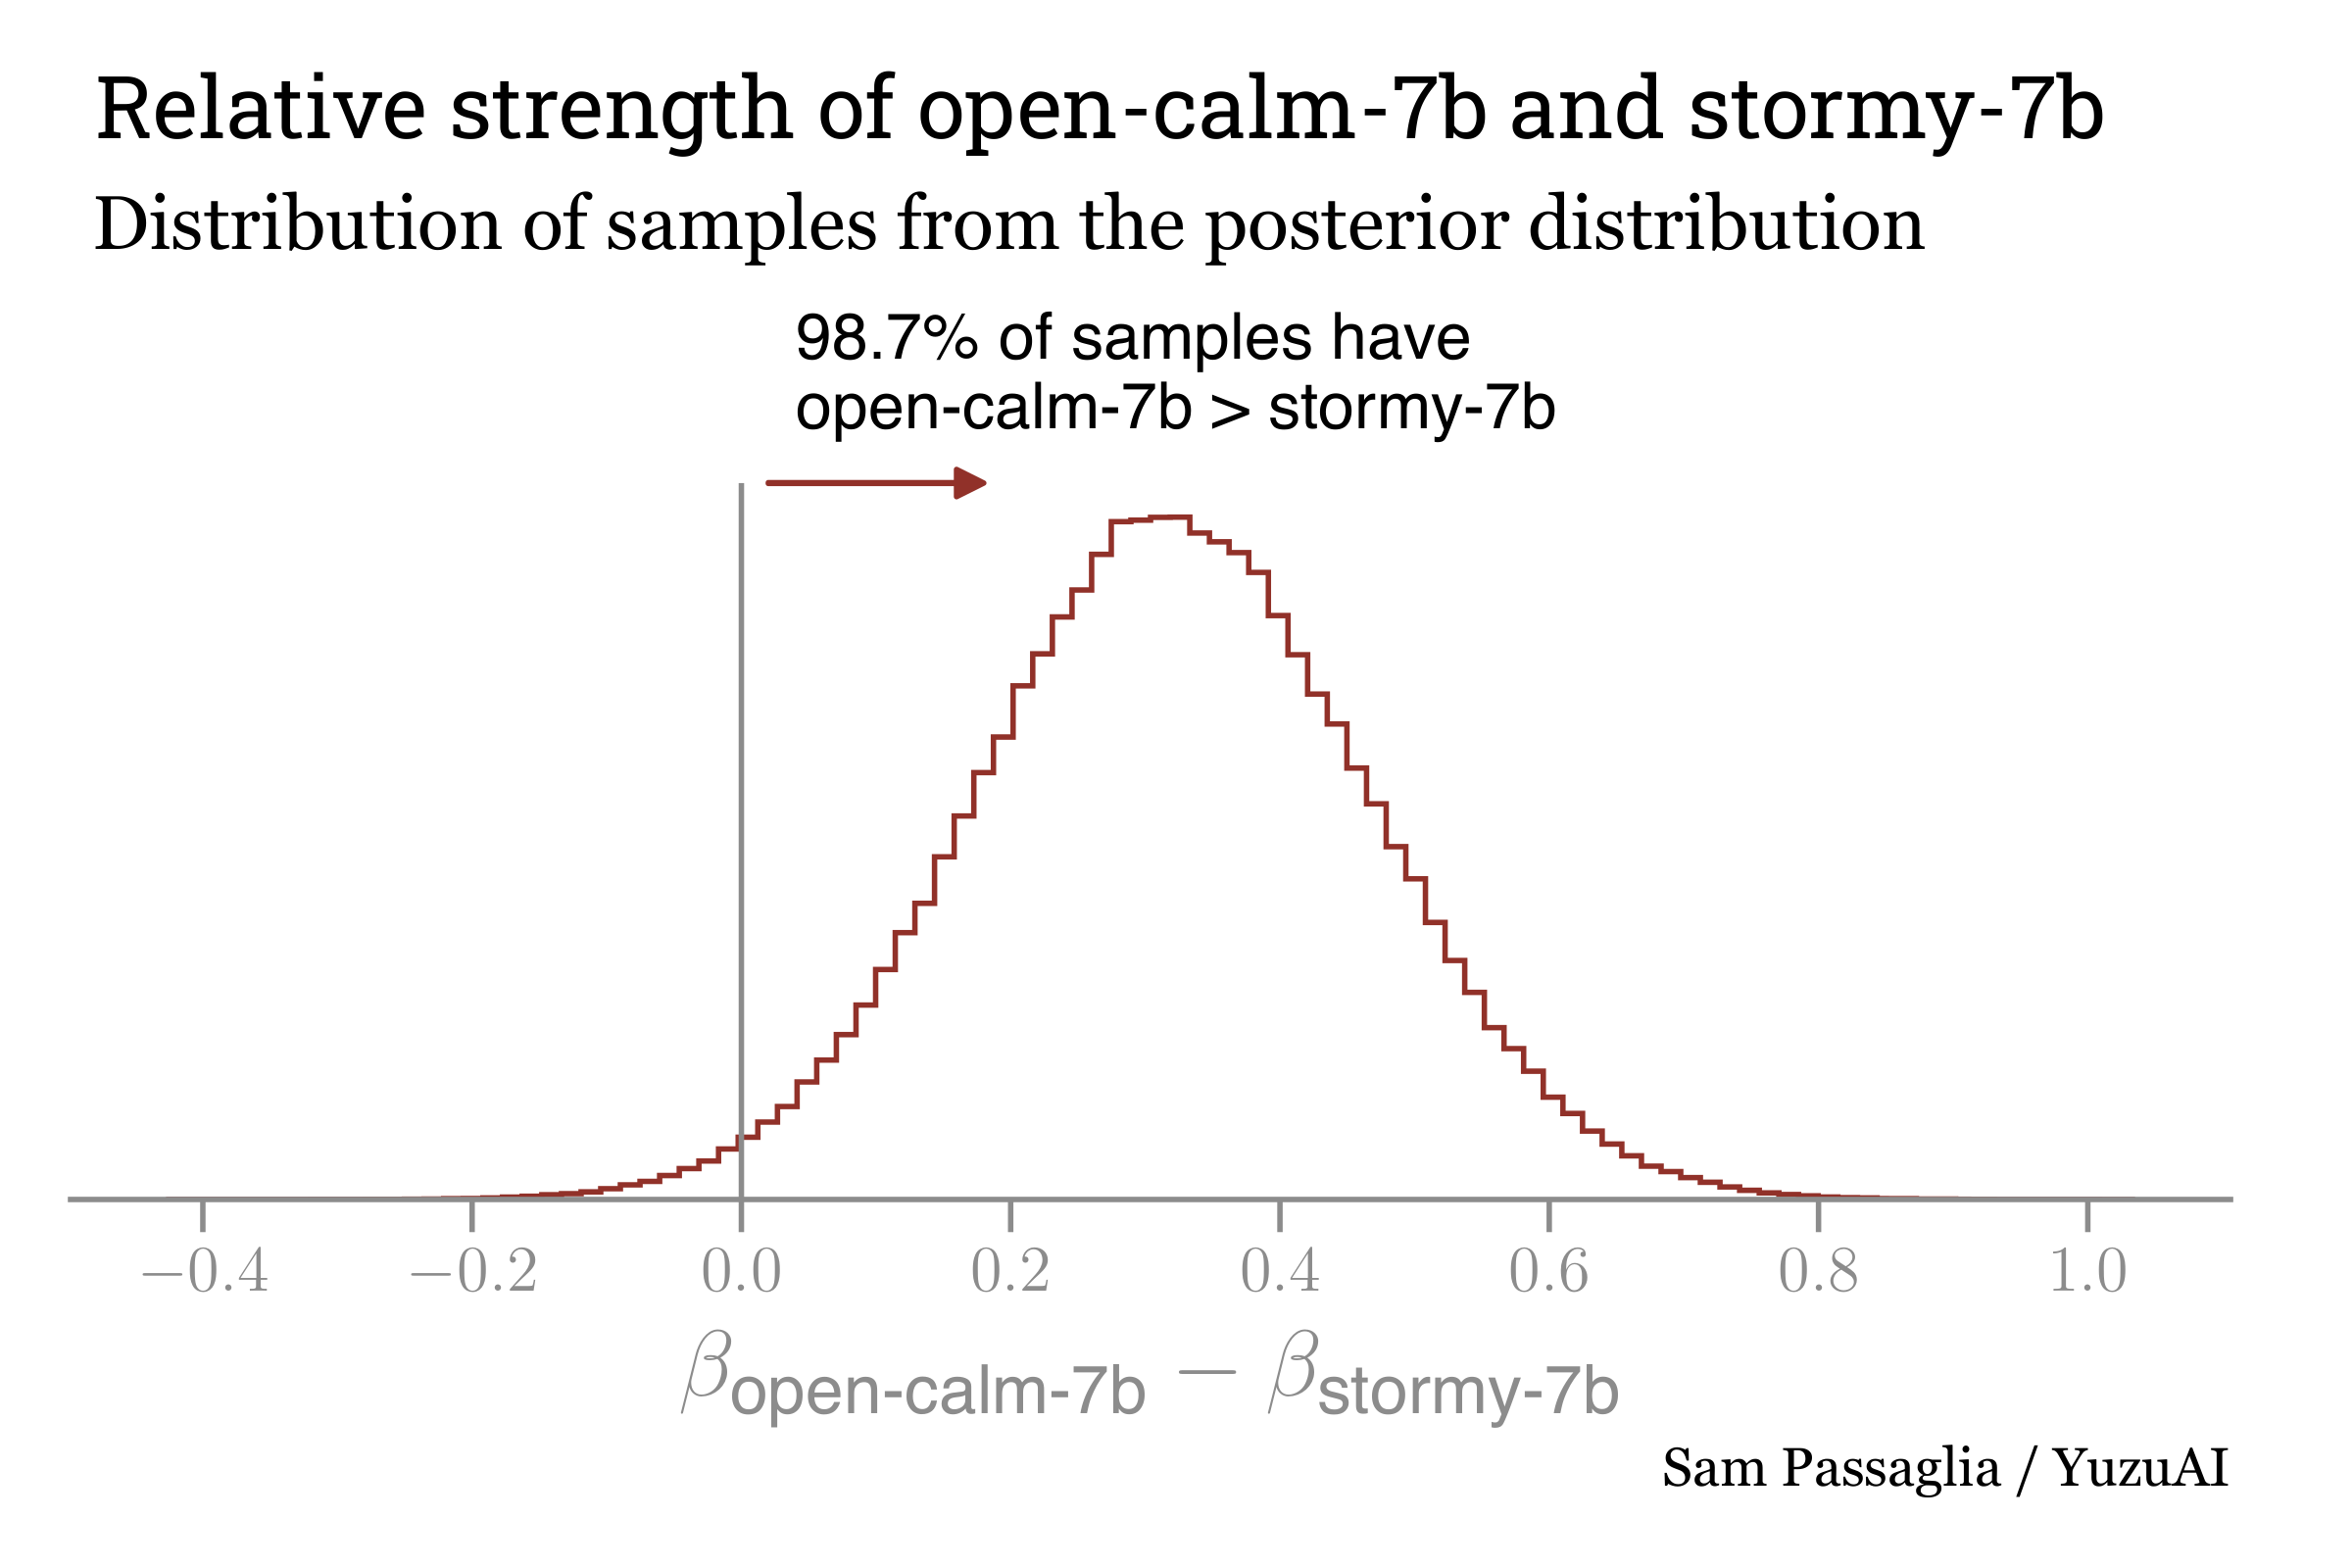 Relative strength of open-calm-7b and stormy-7b
Distribution of samples from the posterior distribution
98.7% of samples have
open-calm-7b > stormy-7b
−0.4 −0.2 0.0 0.2 0.4 0.6 0.8 1.0
βopen-calm-7b − βstormy-7b
Sam Passaglia / YuzuAI